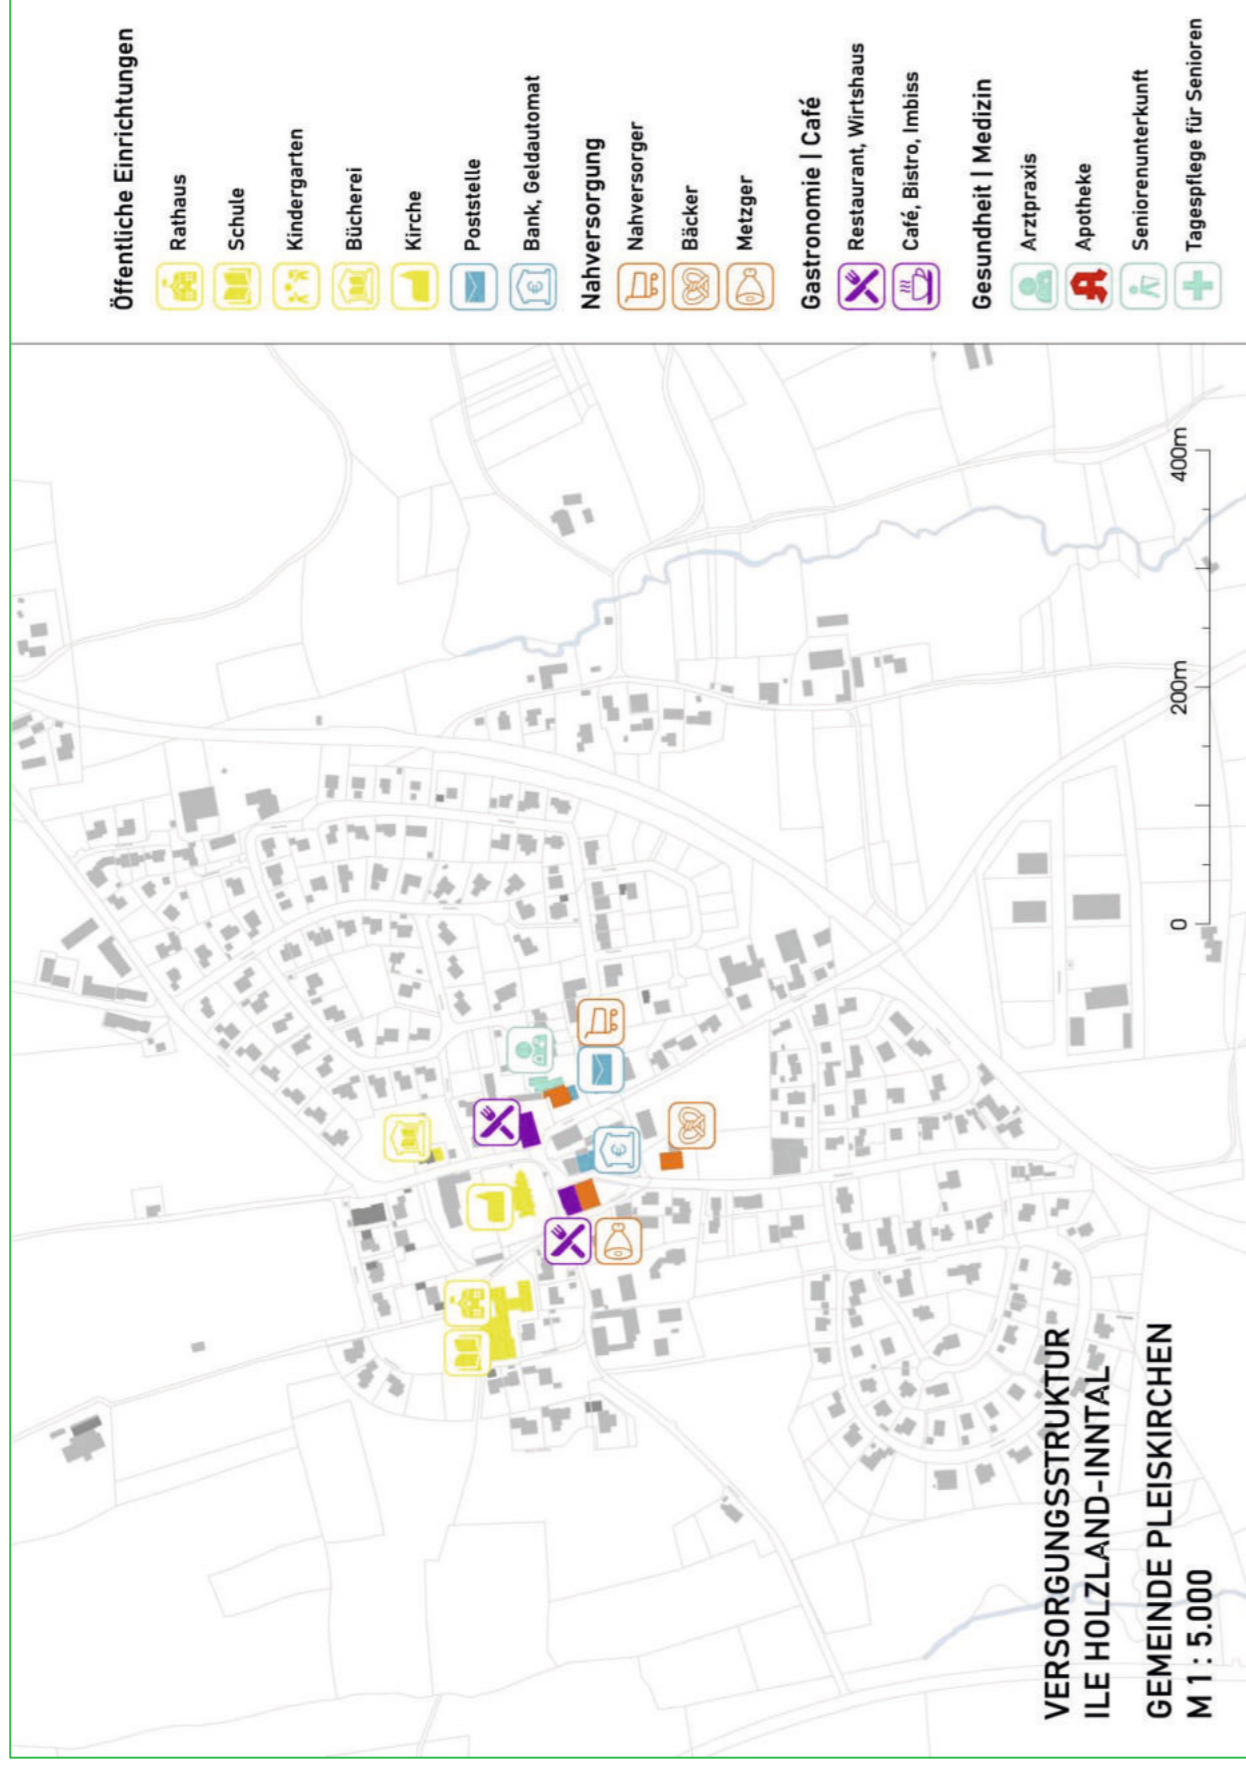 VERSORGUNGSSTRUKTUR
ILE HOLZLAND-INNTAL
GEMEINDE PLEISKIRCHEN
M 1 : 5.000
0
200m
400m
Öffentliche Einrichtungen
Rathaus
Schule
Kindergarten
Bücherei
Kirche
Poststelle
Bank, Geldautomat
Nahversorgung
Nahversorger
Bäcker
Metzger
Gastronomie | Café
Restaurant, Wirtshaus
Café, Bistro, Imbiss
Gesundheit | Medizin
Arztpraxis
Apotheke
Seniorenunterkunft
Tagespflege für Senioren